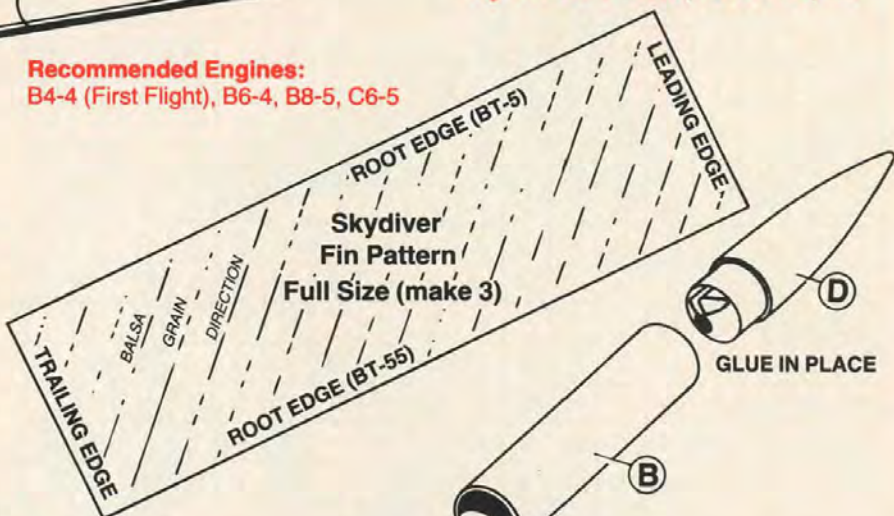 Recommended Engines:
B4-4 (First Flight), B6-4, B8-5, C6-5
ROOT EDGE (BT-5)
LEADING EDGE
Skydiver
Fin Pattern
Full Size (make 3)
BALSA
GRAIN
DIRECTION
TRAILING EDGE
ROOT EDGE (BT-55)
D
GLUE IN PLACE
B